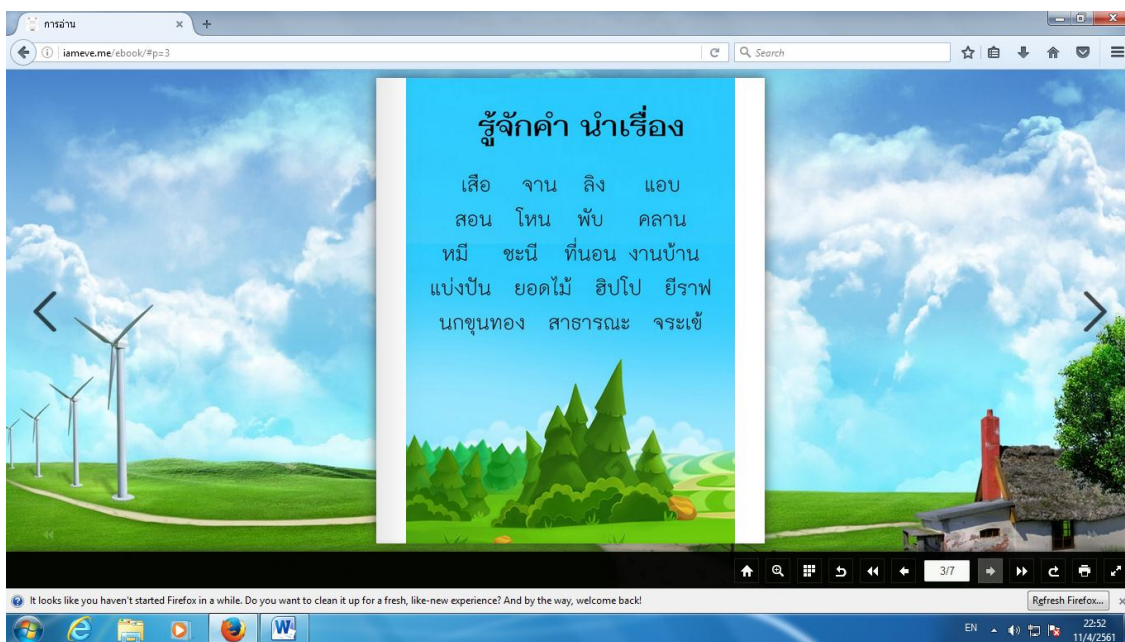 การอ่าน
iameve.me/ebook/#p=3
Search
รู้จักคำ นำเรื่อง
เสือ จาน ลิง แอบ
สอน โหน พับ คลาน
หมี ชะนี ที่นอน งานบ้าน
แบ่งปัน ยอดไม้ ฮิปโป ยีราฟ
นกขุนทอง สาธารณะ จระเข้
3/7
It looks like you haven't started Firefox in a while. Do you want to clean it up for a fresh, like-new experience? And by the way, welcome back!
Refresh Firefox...
EN
22:52
11/4/2561